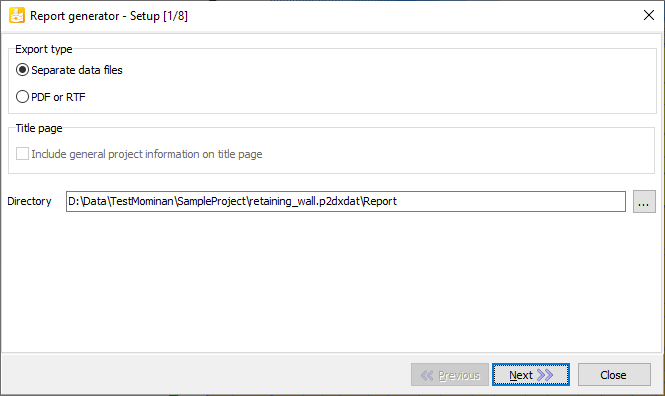 Report generator - Setup [1/8]
Export type
Separate data files
PDF or RTF
Title page
Include general project information on title page
Directory D:\Data\TestMominan\SampleProject\retaining_wall.p2dxdat\Report ...
Previous Next Close